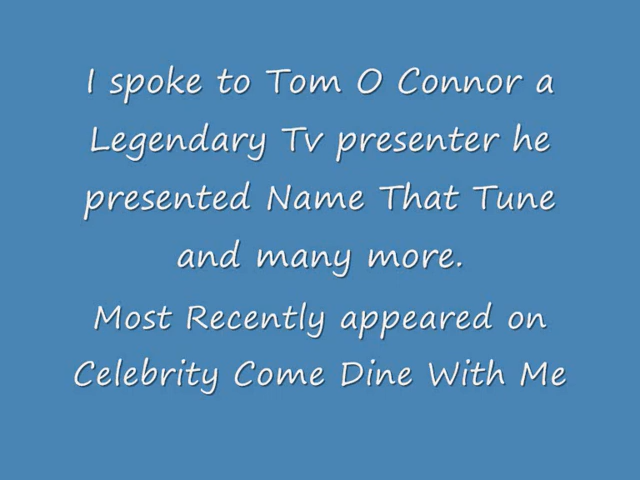 I spoke to Tom O Connor a
Legendary Tv presenter he
presented Name That Tune
and many more.
Most Recently appeared on
Celebrity Come Dine With Me